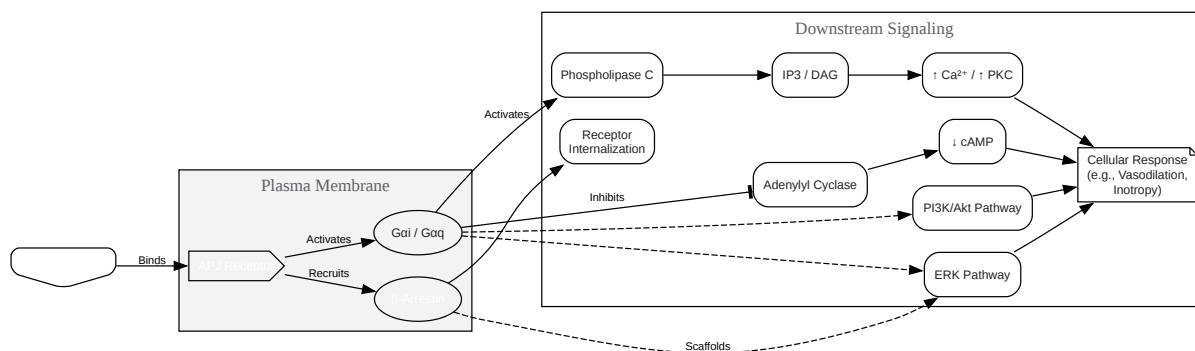 Downstream Signaling
Phospholipase C
IP3 / DAG
↑ Ca²⁺ / ↑ PKC
Activates
Receptor
Internalization
↓ cAMP
Cellular Response
(e.g., Vasodilation,
Inotropy)
Plasma Membrane
Adenylyl Cyclase
Inhibits
PI3K/Akt Pathway
Gαi / Gαq
Activates
Binds
APJ Receptor
Recruits
ERK Pathway
ß-Arrestin
Scaffolds